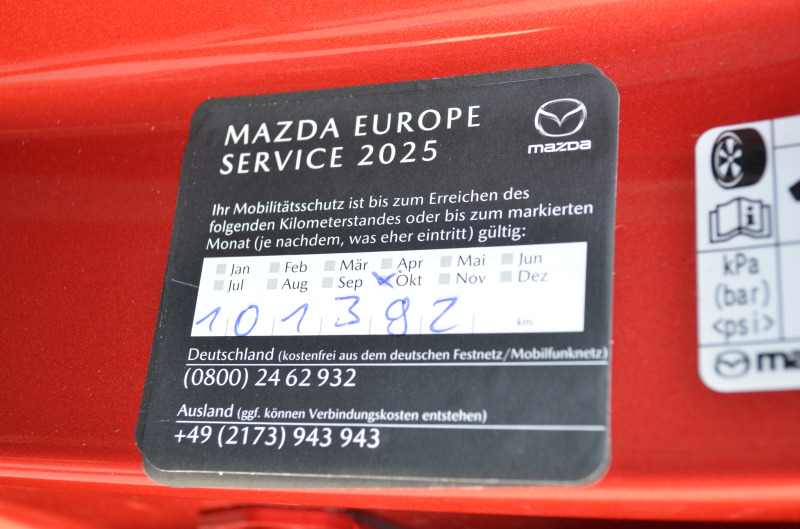 MAZDA EUROPE
SERVICE 2025
mazda
Ihr Mobilitätsschutz ist bis zum Erreichen des
folgenden Kilometerstandes oder bis zum markierten
Monat (je nachdem, was eher eintritt) gültig:
Jan Feb Mär Apr Mai Jun
Jul Aug Sep Okt Nov Dez
101392 km
Deutschland (kostenfrei aus dem deutschen Festnetz/Mobilfunknetz)
(0800) 24 62 932
Ausland (ggf. können Verbindungskosten entstehen)
+49 (2173) 943 943
kPa
(bar)
<psi>